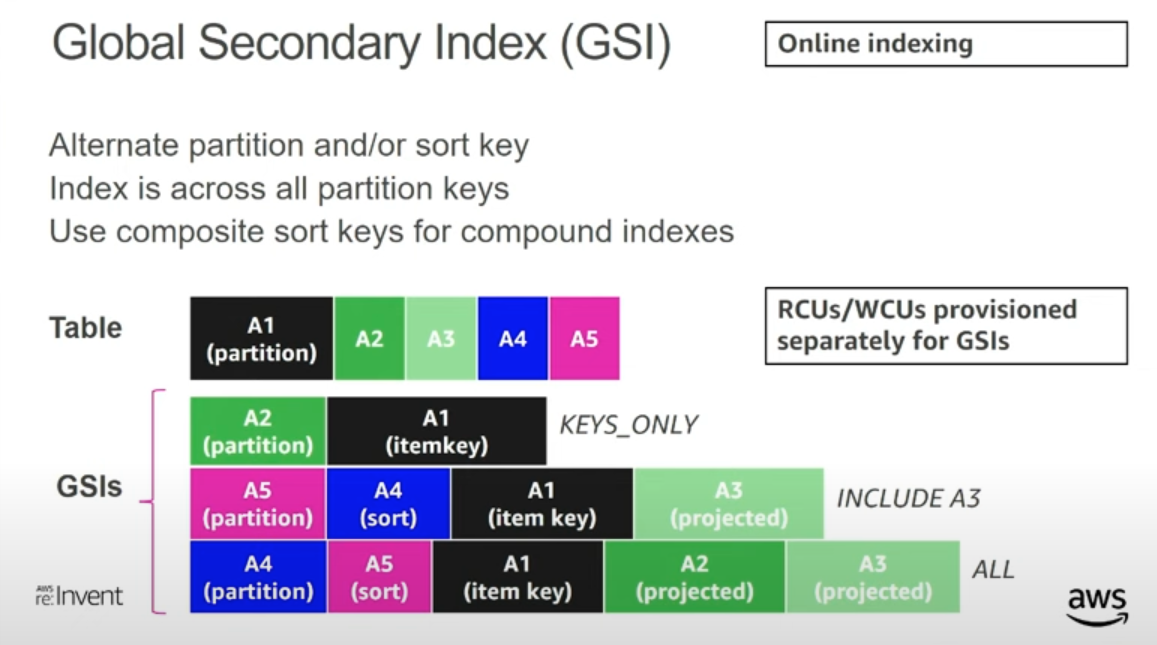 Global Secondary Index (GSI)
Online indexing
Alternate partition and/or sort key
Index is across all partition keys
Use composite sort keys for compound indexes
Table
A1
(partition)
A2
A3
A4
A5
RCUs/WCUs provisioned
separately for GSIs
GSIs
A2
(partition)
A1
(itemkey)
KEYS_ONLY
A5
(partition)
A4
(sort)
A1
(item key)
A3
(projected)
INCLUDE A3
A4
(partition)
A5
(sort)
A1
(item key)
A2
(projected)
A3
(projected)
ALL
AWS
re:Invent
aws